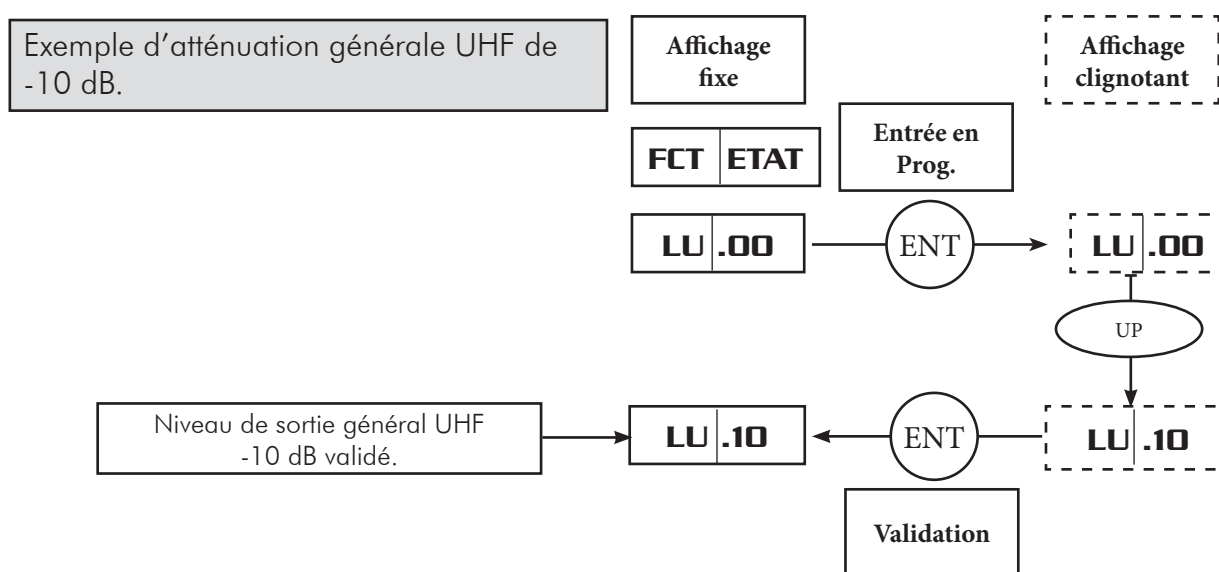 Exemple d'atténuation générale UHF de
-10 dB.
Affichage
fixe
Affichage
clignotant
FCT ETAT
Entrée en
Prog.
LU .00
ENT
LU .00
UP
Niveau de sortie général UHF
-10 dB validé.
LU .10
ENT
LU .10
Validation